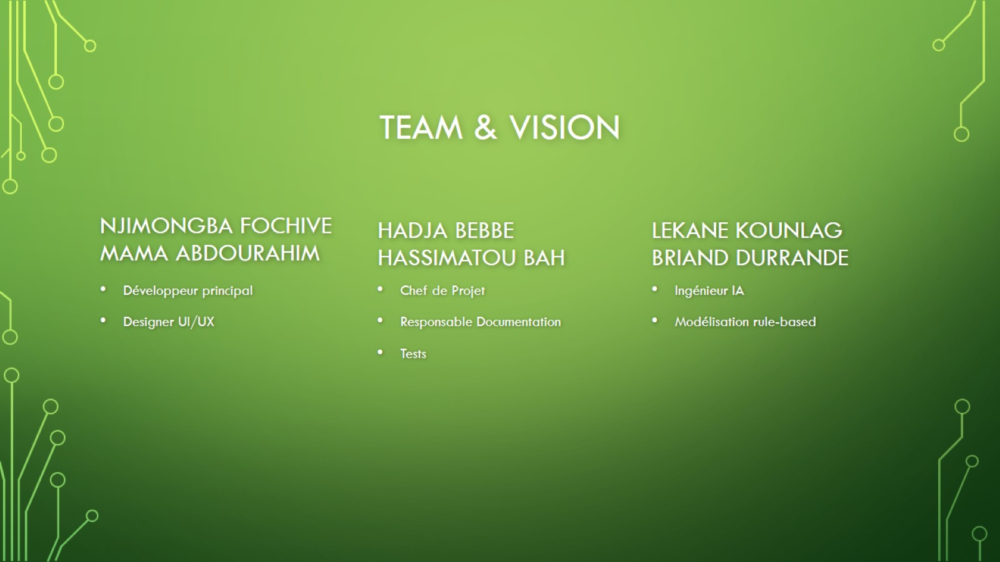 TEAM & VISION
NJIMONGBA FOCHIVE
MAMA ABDOURAHIM
• Développeur principal
• Designer UI/UX
HADJA BEBBE
HASSIMATOU BAH
• Chef de Projet
• Responsable Documentation
• Tests
LEKANE KOUNLAG
BRIAND DURRANDE
• Ingénieur IA
• Modélisation rule-based